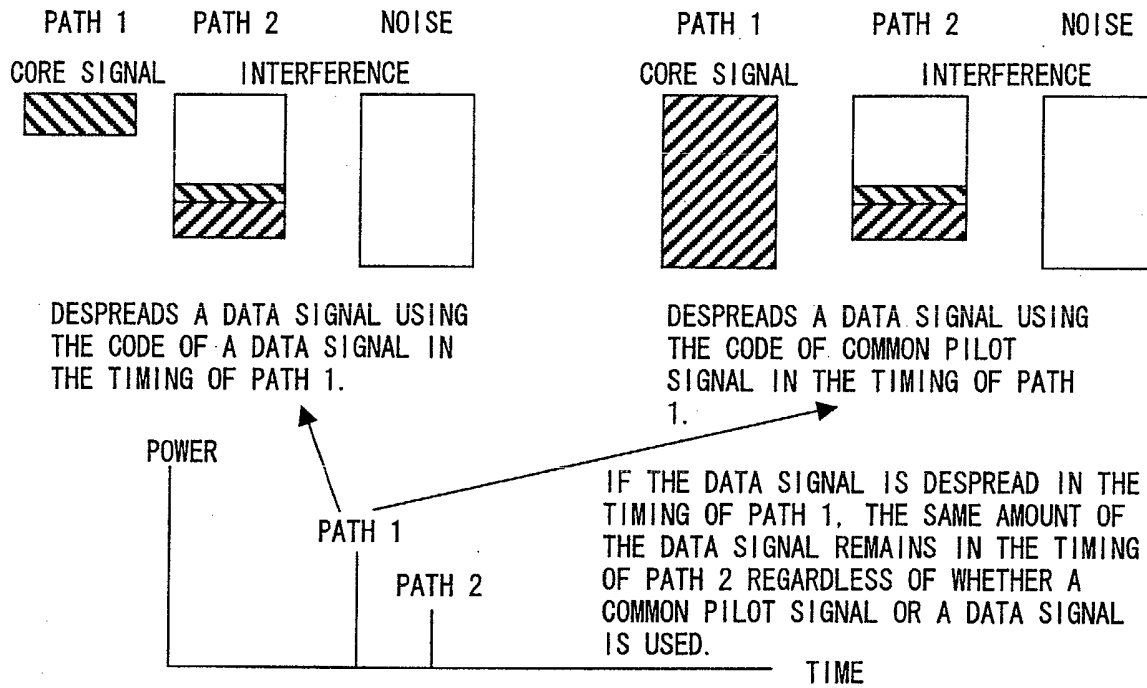 PATH 1 PATH 2 NOISE
CORE SIGNAL INTERFERENCE
DESPREADS A DATA SIGNAL USING
THE CODE OF A DATA SIGNAL IN
THE TIMING OF PATH 1.
PATH 1 PATH 2 NOISE
CORE SIGNAL INTERFERENCE
DESPREADS A DATA SIGNAL USING
THE CODE OF COMMON PILOT
SIGNAL IN THE TIMING OF PATH
1.
POWER
PATH 1
PATH 2
TIME
IF THE DATA SIGNAL IS DESPREAD IN THE
TIMING OF PATH 1, THE SAME AMOUNT OF
THE DATA SIGNAL REMAINS IN THE TIMING
OF PATH 2 REGARDLESS OF WHETHER A
COMMON PILOT SIGNAL OR A DATA SIGNAL
IS USED.